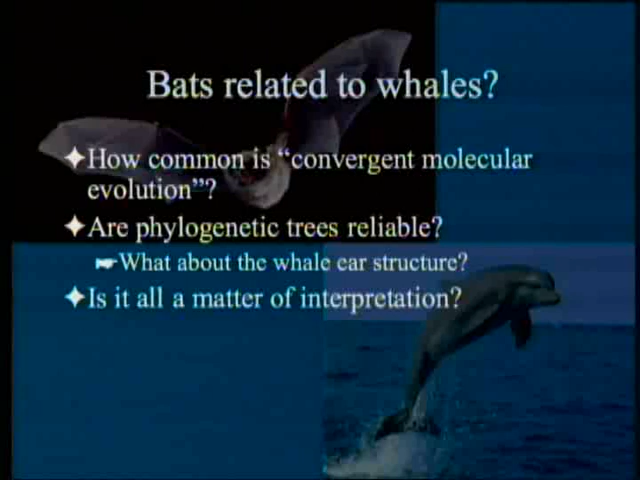 Bats related to whales?
How common is “convergent molecular
evolution”?
Are phylogenetic trees reliable?
What about the whale ear structure?
Is it all a matter of interpretation?